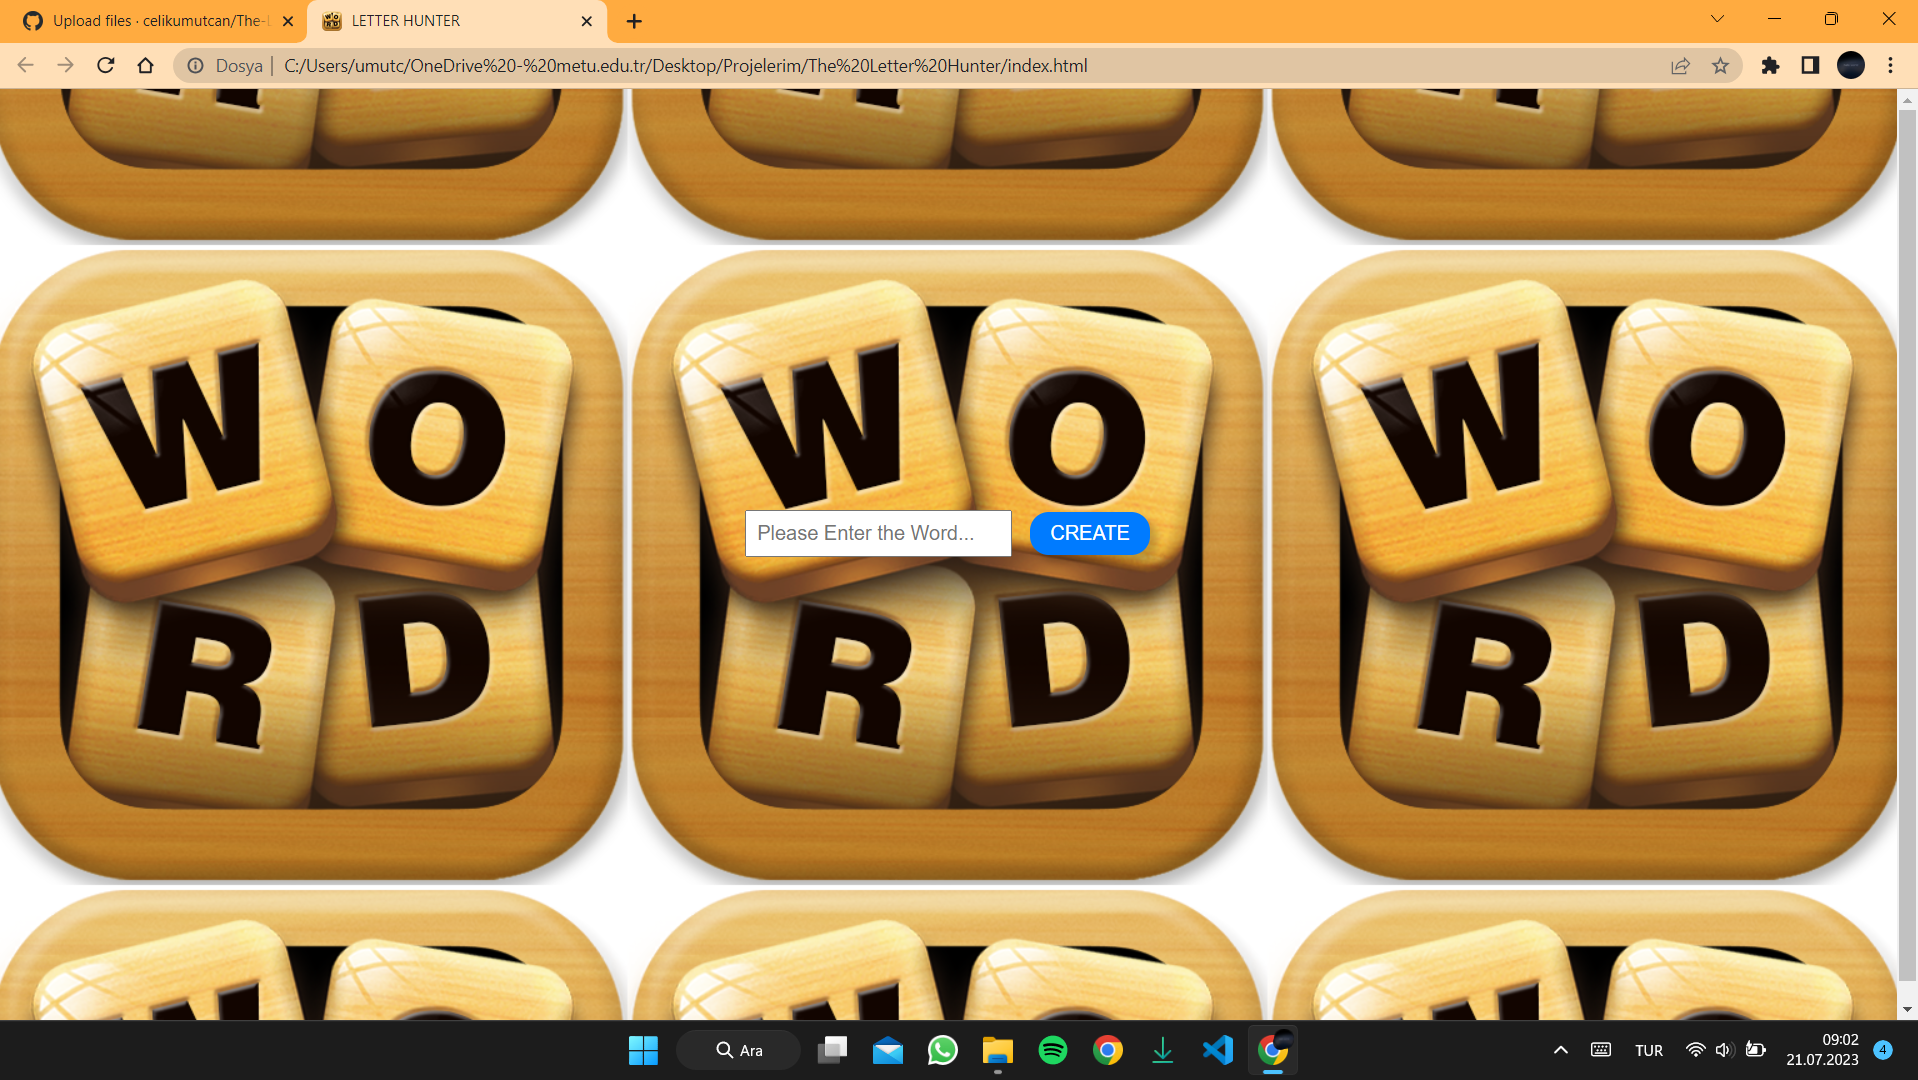 Upload files · celikumutcan/The-L
LETTER HUNTER
Dosya
C:/Users/umutc/OneDrive%20-%20metu.edu.tr/Desktop/Projelerim/The%20Letter%20Hunter/index.html
W O W O W O
Please Enter the Word...
CREATE
R D R D R D
Ara
TUR
09:02
21.07.2023
4